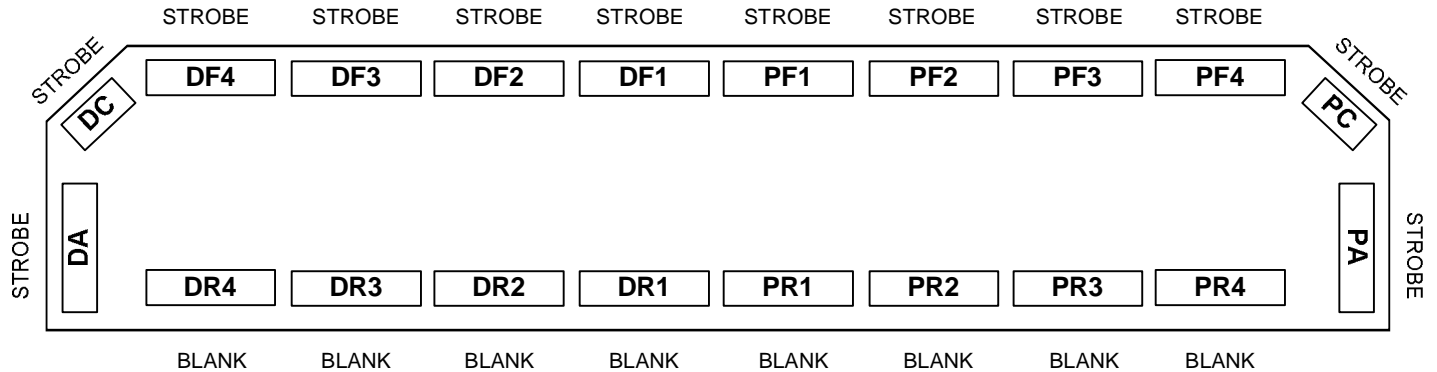 STROBE STROBE STROBE STROBE STROBE STROBE STROBE STROBE
STROBE STROBE
DF4 DF3 DF2 DF1 PF1 PF2 PF3 PF4
DC PC
STROBE DA PA STROBE
DR4 DR3 DR2 DR1 PR1 PR2 PR3 PR4
BLANK BLANK BLANK BLANK BLANK BLANK BLANK BLANK